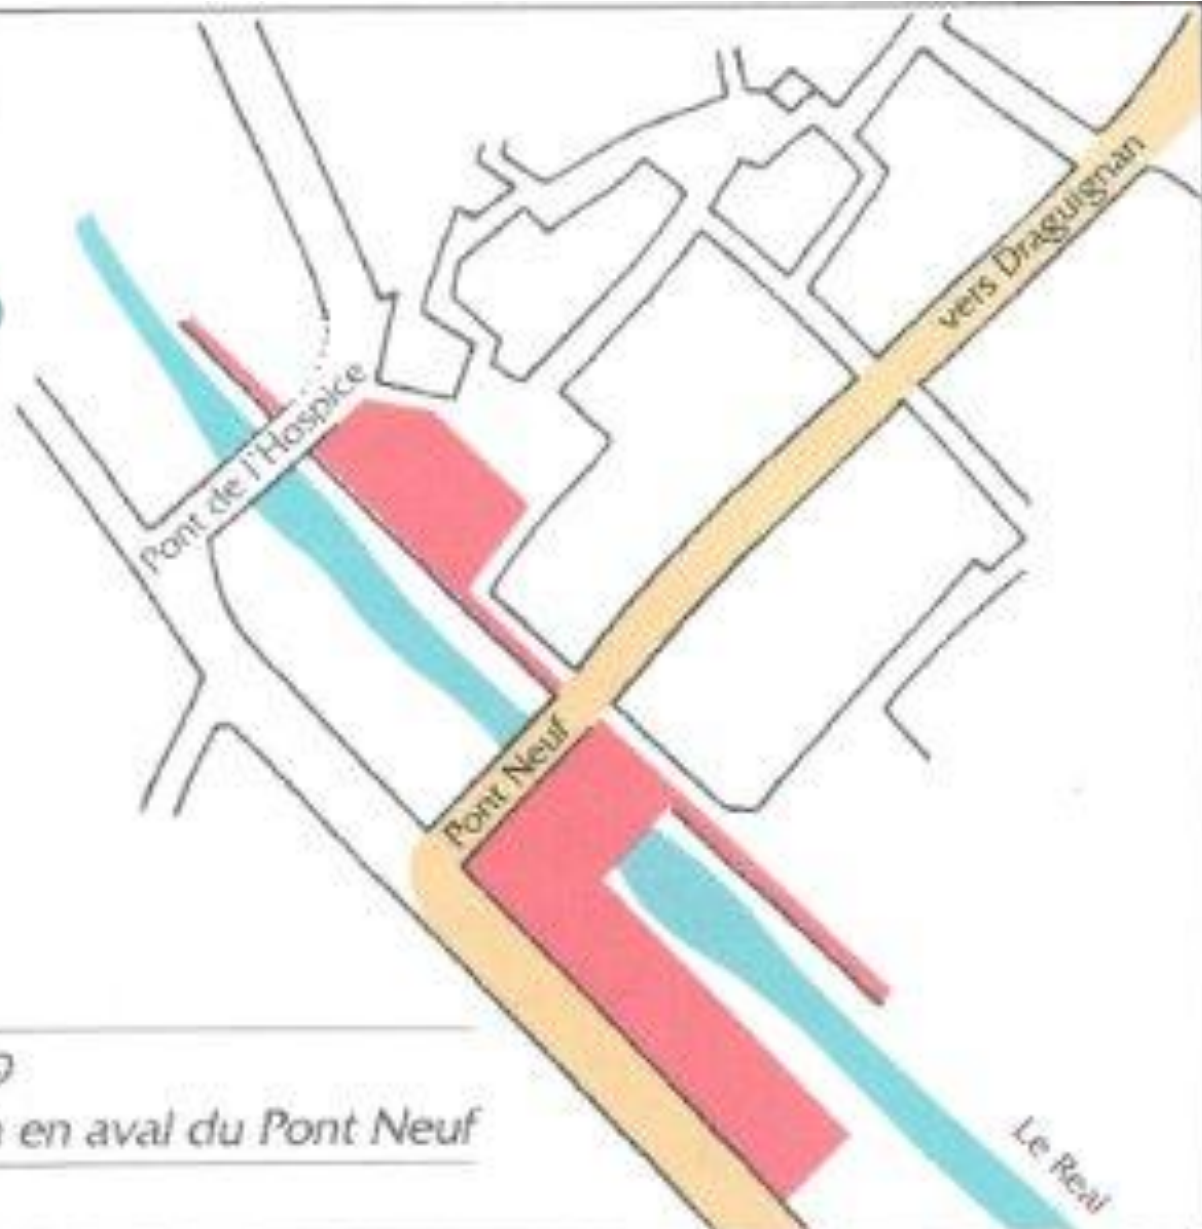 vers Draguignan
Pont de l'Hospice
Pont Neuf
en aval du Pont Neuf
Le Real